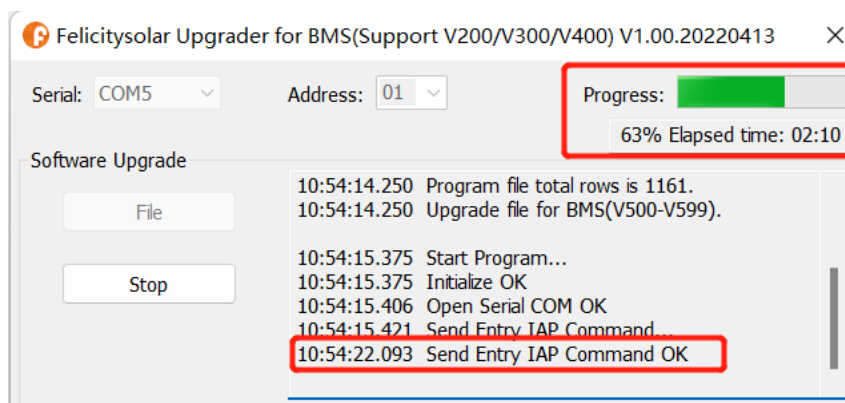 Felicitysolar Upgrader for BMS(Support V200/V300/V400) V1.00.20220413
Serial: COM5 Address: 01 Progress:
63% Elapsed time: 02:10
Software Upgrade
File
Stop
10:54:14.250 Program file total rows is 1161.
10:54:14.250 Upgrade file for BMS(V500-V599).
10:54:15.375 Start Program...
10:54:15.375 Initialize OK
10:54:15.406 Open Serial COM OK
10:54:15.421 Send Entry IAP Command...
10:54:22.093 Send Entry IAP Command OK